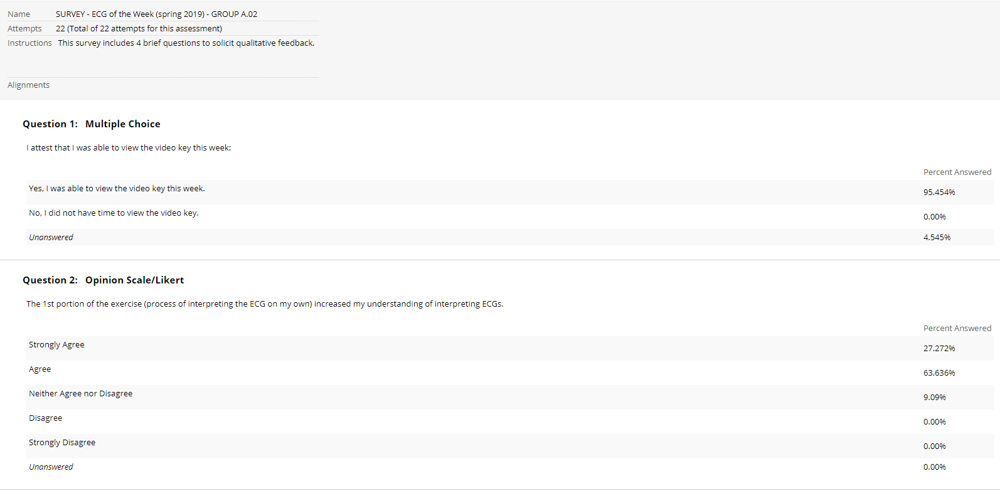 Name SURVEY - ECG of the Week (spring 2019) - GROUP A.02
Attempts 22 (Total of 22 attempts for this assessment)
Instructions This survey includes 4 brief questions to solicit qualitative feedback.
Alignments
Question 1: Multiple Choice
I attest that I was able to view the video key this week:
Percent Answered
Yes, I was able to view the video key this week. 95.454%
No, I did not have time to view the video key. 0.00%
Unanswered 4.545%
Question 2: Opinion Scale/Likert
The 1st portion of the exercise (process of interpreting the ECG on my own) increased my understanding of interpreting ECGs.
Percent Answered
Strongly Agree 27.272%
Agree 63.636%
Neither Agree nor Disagree 9.09%
Disagree 0.00%
Strongly Disagree 0.00%
Unanswered 0.00%